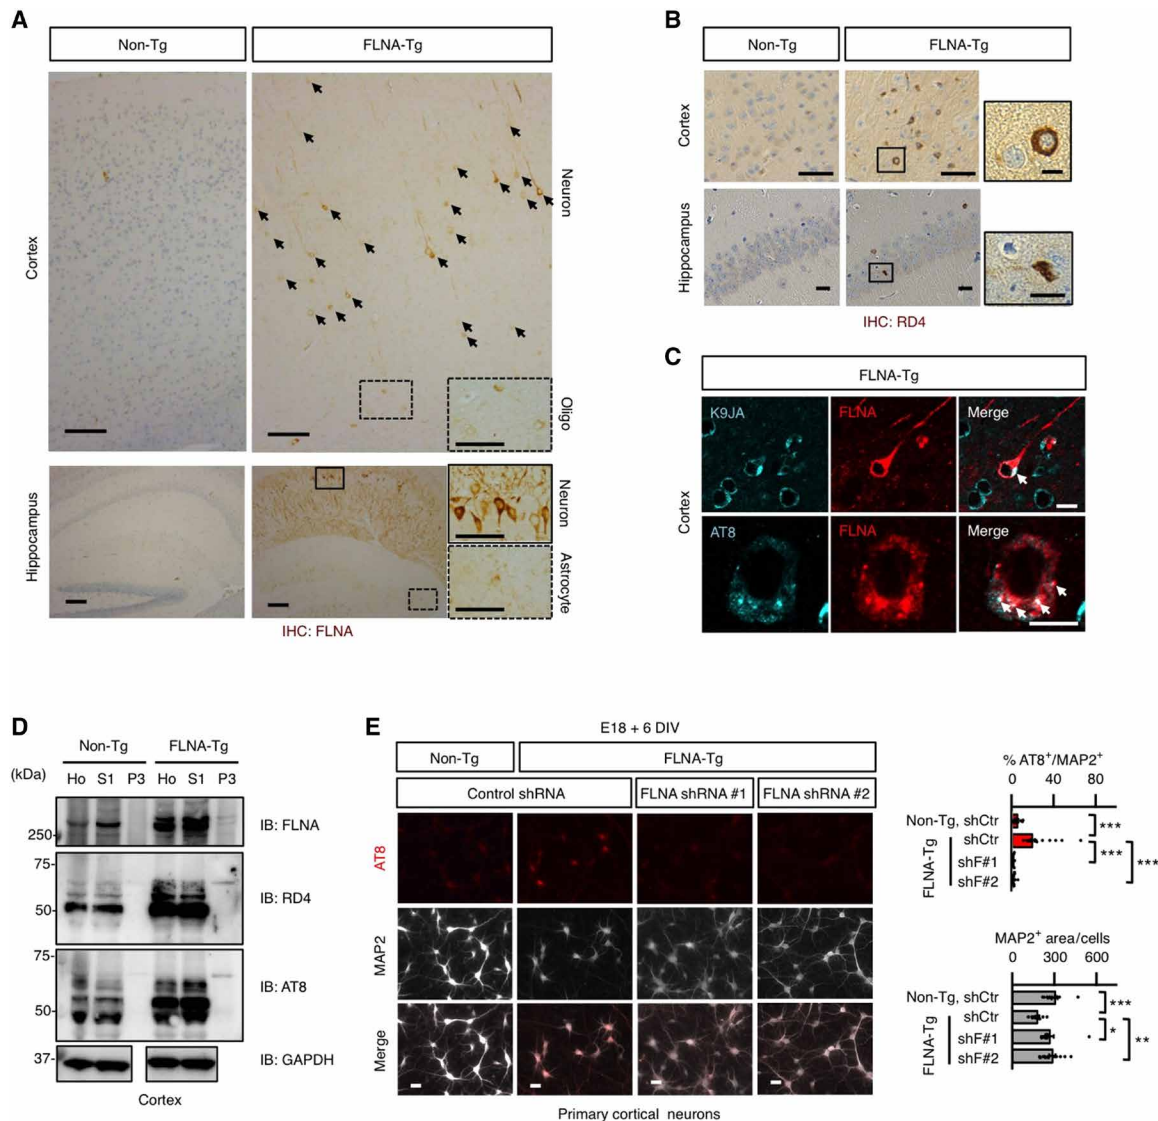 A
Non-Tg
FLNA-Tg
Cortex
Neuron
Oligo
Hippocampus
Neuron
Astrocyte
IHC: FLNA
B
Non-Tg
FLNA-Tg
Cortex
Hippocampus
IHC: RD4
C
FLNA-Tg
Cortex
K9JA
FLNA
Merge
AT8
FLNA
Merge
D
Non-Tg
FLNA-Tg
(kDa)
Ho S1 P3 Ho S1 P3
250-
IB: FLNA
75-
50-
IB: RD4
75-
50-
IB: AT8
37-
IB: GAPDH
Cortex
E
E18 + 6 DIV
Non-Tg
FLNA-Tg
Control shRNA
FLNA shRNA #1
FLNA shRNA #2
AT8
MAP2
Merge
Primary cortical neurons
% AT8+/MAP2+
0 40 80
Non-Tg, shCtr
shCtr
shF#1
shF#2
FLNA-Tg
***
***
***
MAP2+ area/cells
0 300 600
Non-Tg, shCtr
shCtr
shF#1
shF#2
FLNA-Tg
***
*
**